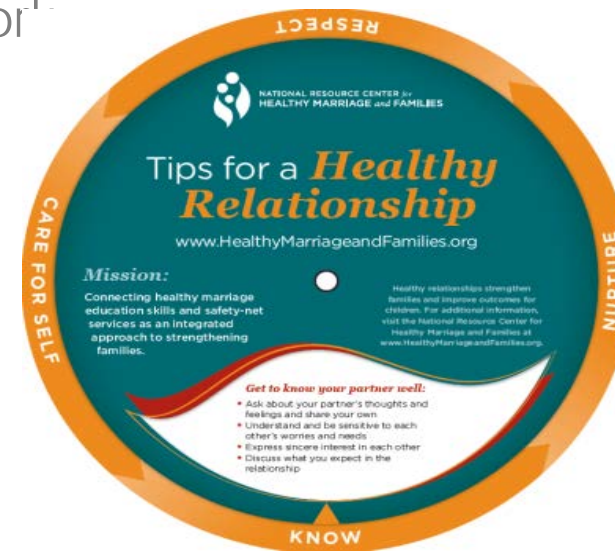 RESPECT
NATIONAL RESOURCE CENTER for
HEALTHY MARRIAGE and FAMILIES
Tips for a Healthy
Relationship
www.HealthyMarriageandFamilies.org
CARE FOR SELF
NURTURE
Mission:
Connecting healthy marriage
education skills and safety-net
services as an integrated
approach to strengthening
families.
Healthy relationships strengthen
families and improve outcomes for
children. For additional information,
visit the National Resource Center for
Healthy Marriage and Families at
www.HealthyMarriageandFamilies.org.
Get to know your partner well:
• Ask about your partner's thoughts and
feelings and share your own
• Understand and be sensitive to each
other's worries and needs
• Express sincere interest in each other
• Discuss what you expect in the
relationship
KNOW